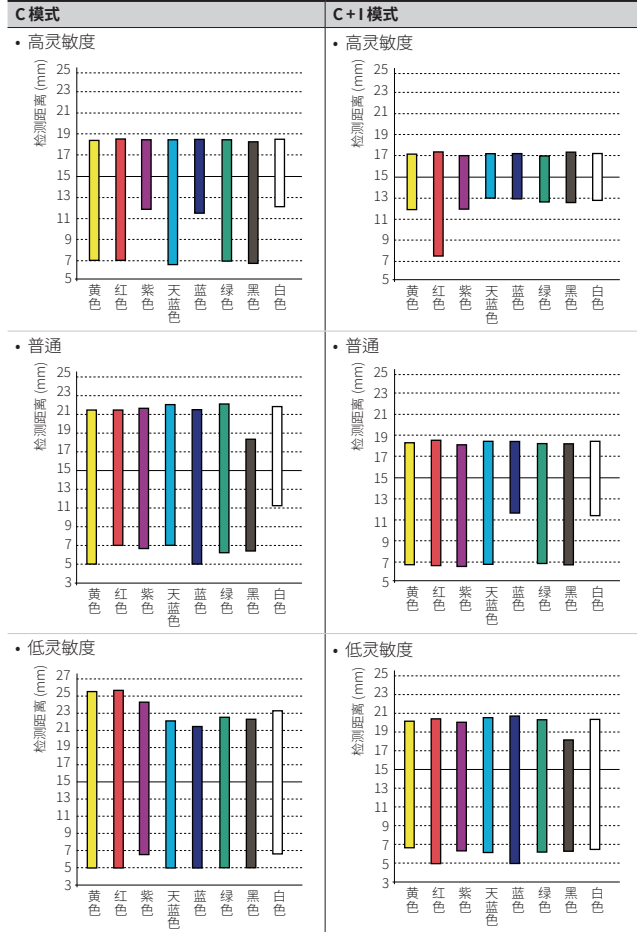 C 模式
C + I 模式
• 高灵敏度
检测距离 (mm)
25
23
21
19
17
15
13
11
9
7
5
黄色
红色
紫色
天蓝色
蓝色
绿色
黑色
白色
• 高灵敏度
检测距离 (mm)
25
23
21
19
17
15
13
11
9
7
5
黄色
红色
紫色
天蓝色
蓝色
绿色
黑色
白色
• 普通
检测距离 (mm)
25
23
21
19
17
15
13
11
9
7
5
3
黄色
红色
紫色
天蓝色
蓝色
绿色
黑色
白色
• 普通
检测距离 (mm)
25
23
21
19
17
15
13
11
9
7
5
黄色
红色
紫色
天蓝色
蓝色
绿色
黑色
白色
• 低灵敏度
检测距离 (mm)
27
25
23
21
19
17
15
13
11
9
7
5
3
黄色
红色
紫色
天蓝色
蓝色
绿色
黑色
白色
• 低灵敏度
检测距离 (mm)
25
23
21
19
17
15
13
11
9
7
5
3
黄色
红色
紫色
天蓝色
蓝色
绿色
黑色
白色